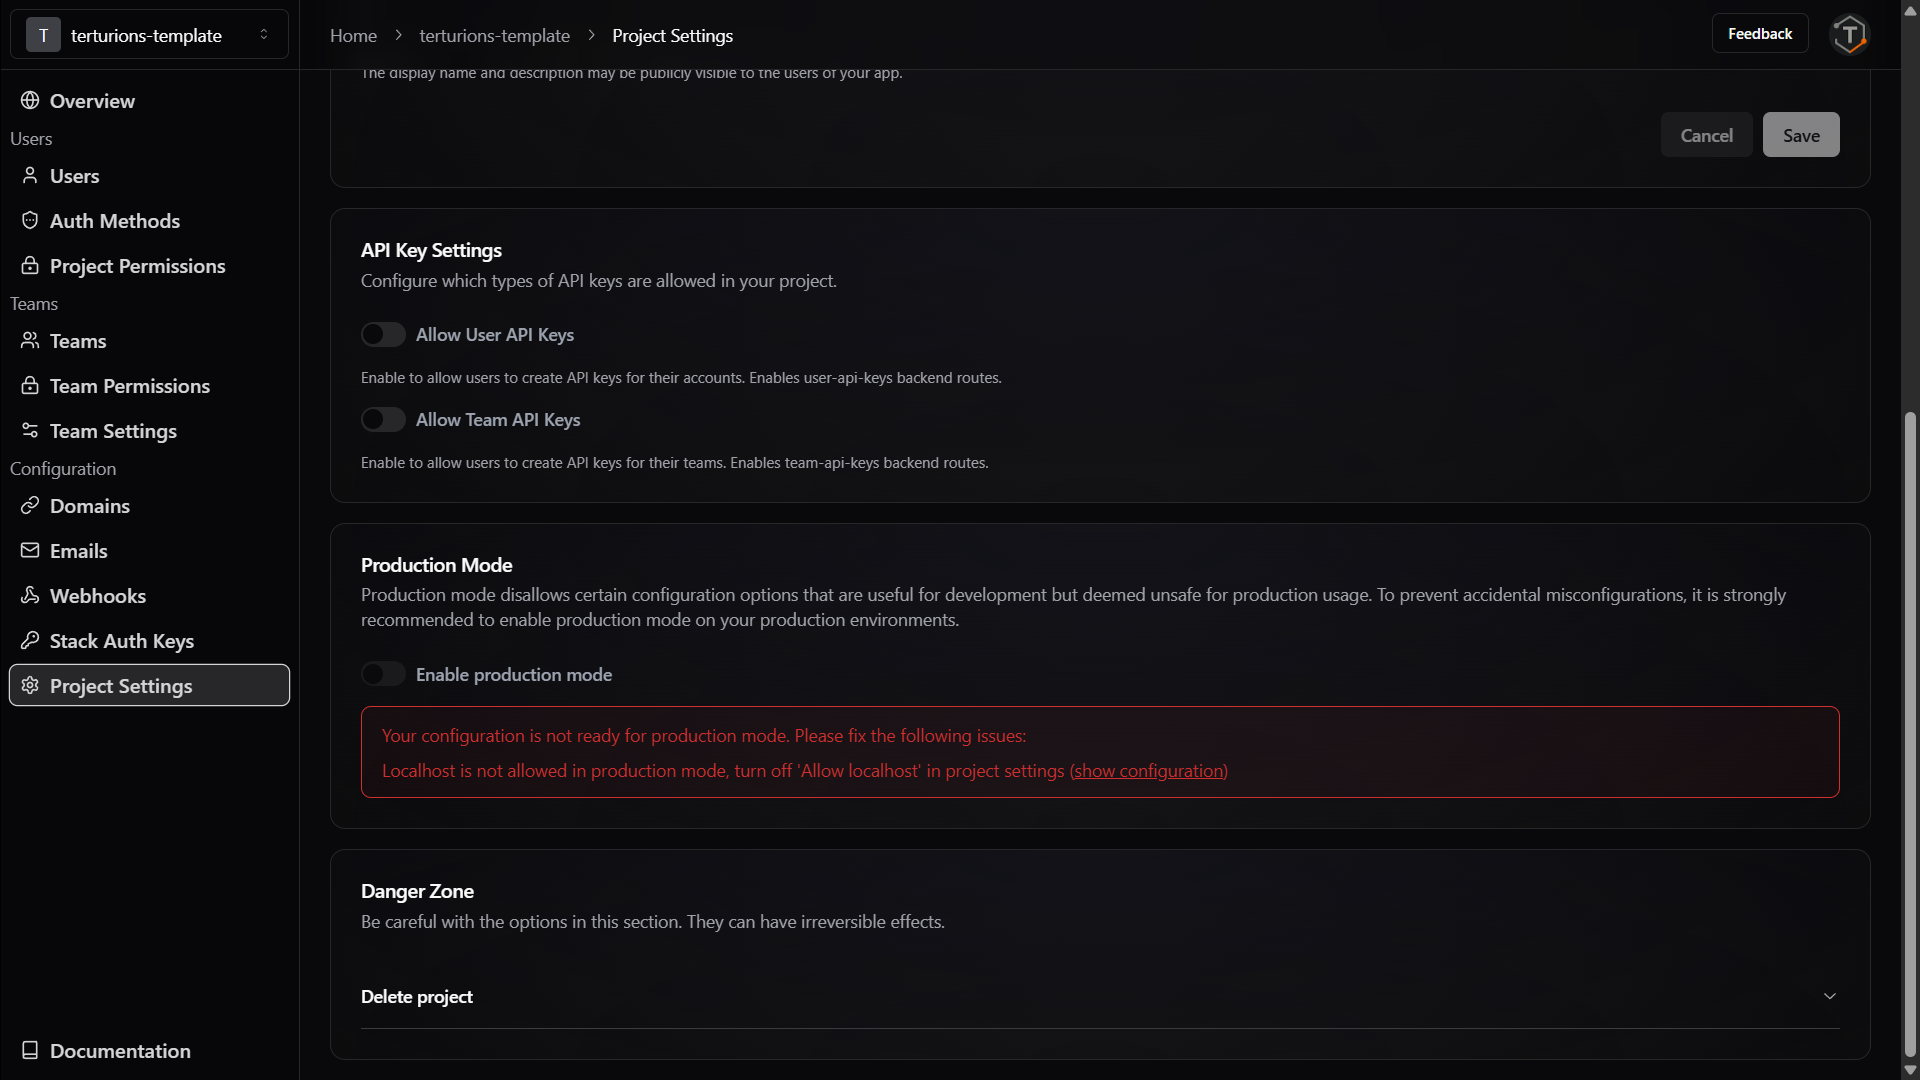 T terturions-template
Home > terturions-template > Project Settings
Feedback
T
Overview
Users
Users
Auth Methods
Project Permissions
Teams
Teams
Team Permissions
Team Settings
Configuration
Domains
Emails
Webhooks
Stack Auth Keys
Project Settings
Documentation
The display name and description may be publicly visible to the users of your app.
Cancel
Save
API Key Settings
Configure which types of API keys are allowed in your project.
Allow User API Keys
Enable to allow users to create API keys for their accounts. Enables user-api-keys backend routes.
Allow Team API Keys
Enable to allow users to create API keys for their teams. Enables team-api-keys backend routes.
Production Mode
Production mode disallows certain configuration options that are useful for development but deemed unsafe for production usage. To prevent accidental misconfigurations, it is strongly
recommended to enable production mode on your production environments.
Enable production mode
Your configuration is not ready for production mode. Please fix the following issues:
Localhost is not allowed in production mode, turn off 'Allow localhost' in project settings (show configuration)
Danger Zone
Be careful with the options in this section. They can have irreversible effects.
Delete project